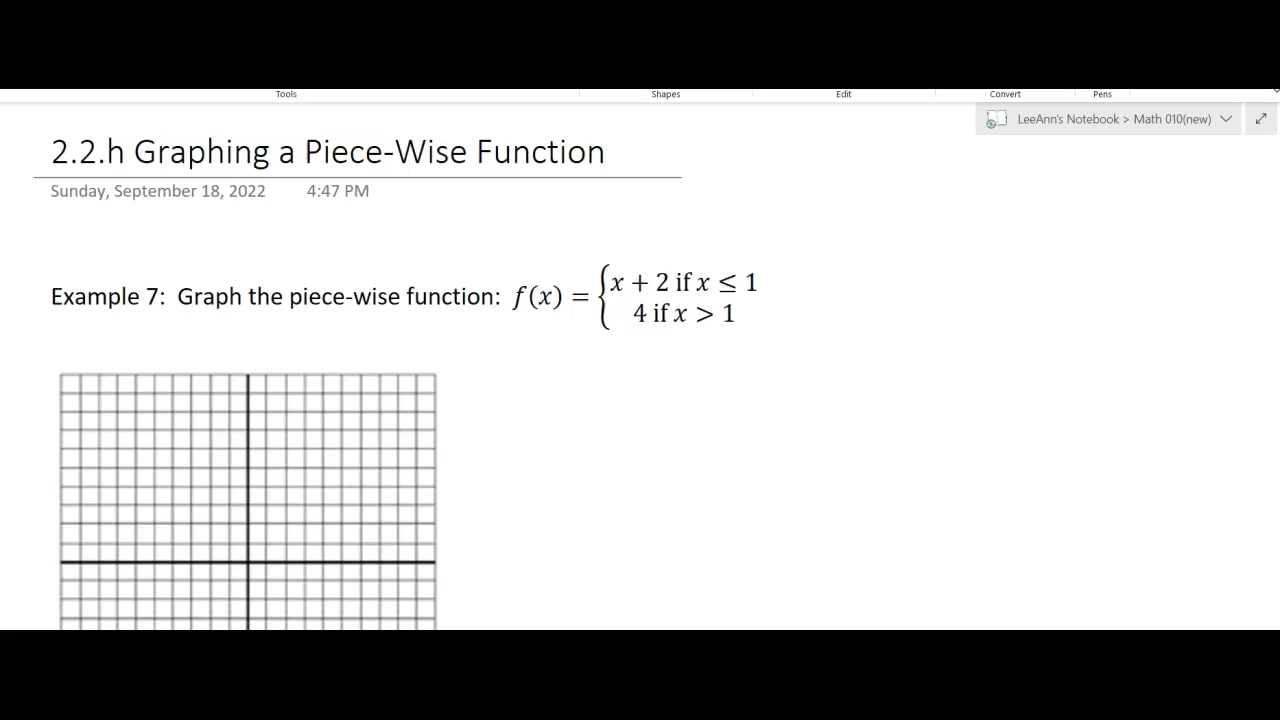 Tools Shapes Edit Convert Pens
LeeAnn's Notebook > Math 010(new)
2.2.h Graphing a Piece-Wise Function
Sunday, September 18, 2022 4:47 PM
Example 7: Graph the piece-wise function: f(x) = {x + 2 if x ≤ 1
4 if x > 1